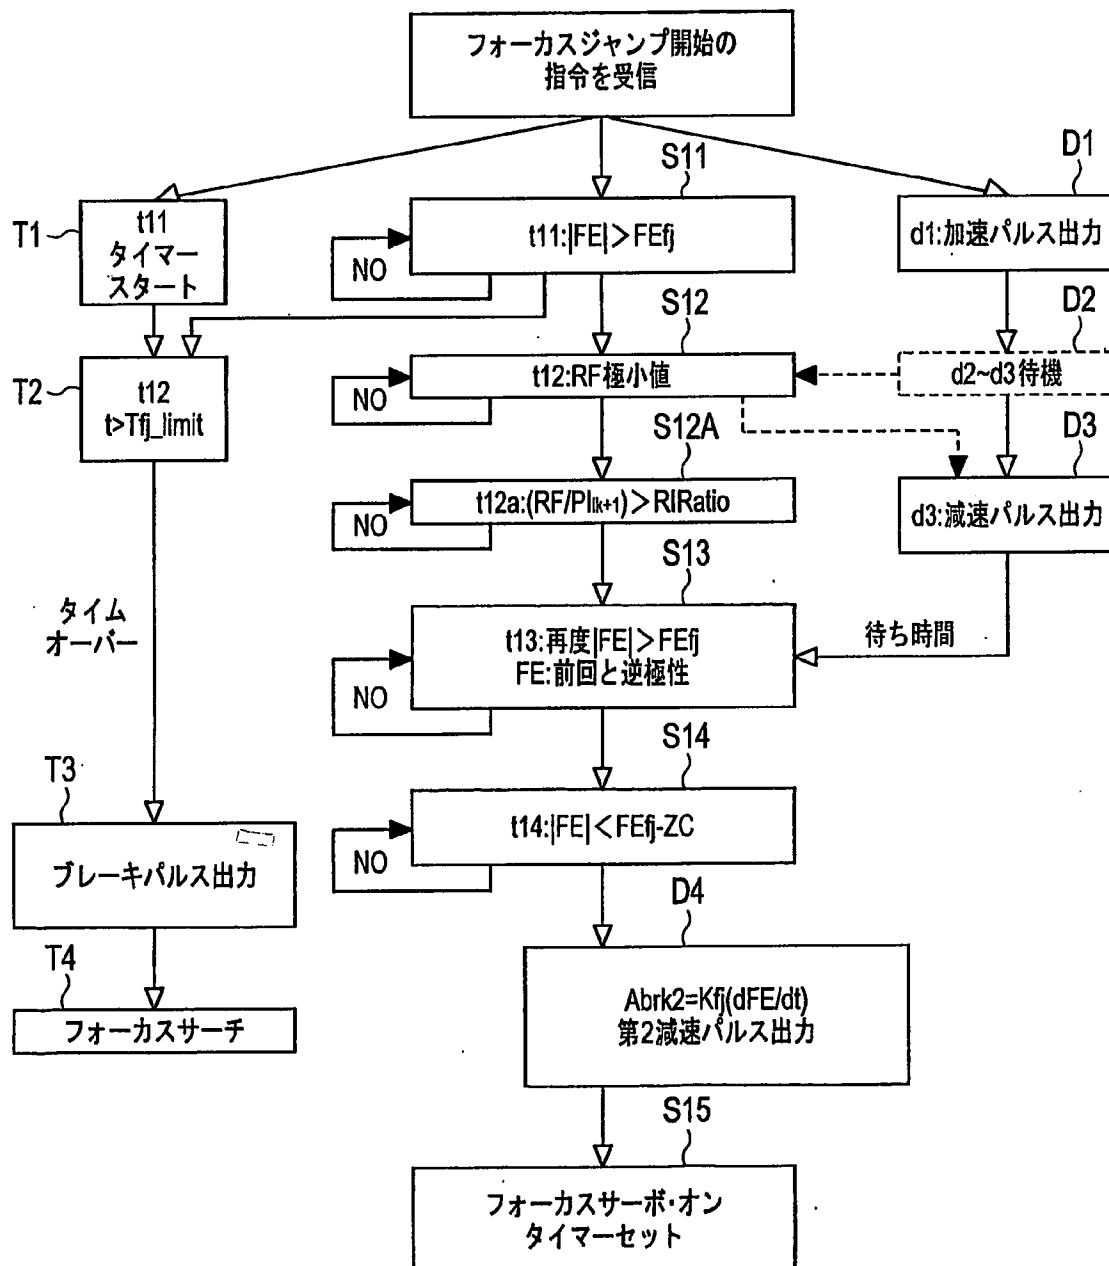 フォーカスジャンプ開始の
指令を受信
S11
D1
T1
t11
タイマー
スタート
t11:|FE|>FEfj
NO
d1:加速パルス出力
S12
D2
T2
t12
t>Tfj_limit
t12:RF極小値
NO
d2~d3待機
S12A
D3
t12a:(RF/PIlk+1)>RIRatio
NO
d3:減速パルス出力
S13
タイム
オーバー
t13:再度|FE|>FEfj
FE:前回と逆極性
NO
待ち時間
S14
T3
t14:|FE|<FEfj-ZC
NO
ブレーキパルス出力
D4
T4
フォーカスサーチ
Abrk2=Kfj(dFE/dt)
第2減速パルス出力
S15
フォーカスサーボ・オン
タイマーセット